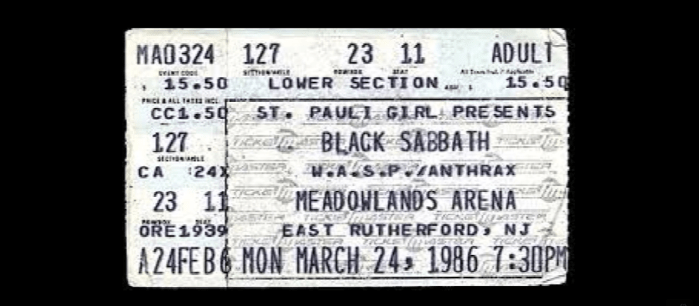 MA0324 127 23 11 ADULT
EVENT CODE SECTION/AISLE ROW/BOX SEAT
$ 15.50 LOWER SECTION $ 15.50
PRICE & ALL TAXES INCL.
CC1.50 ST. PAULI GIRL PRESENTS
127 BLACK SABBATH
SECTION/AISLE
CA 24X W.A.S.P./ANTHRAX
23 11 MEADOWLANDS ARENA
ROW/BOX SEAT
ORE1939 EAST RUTHERFORD, NJ
A24FEB6 MON MARCH 24, 1986 7:30PM